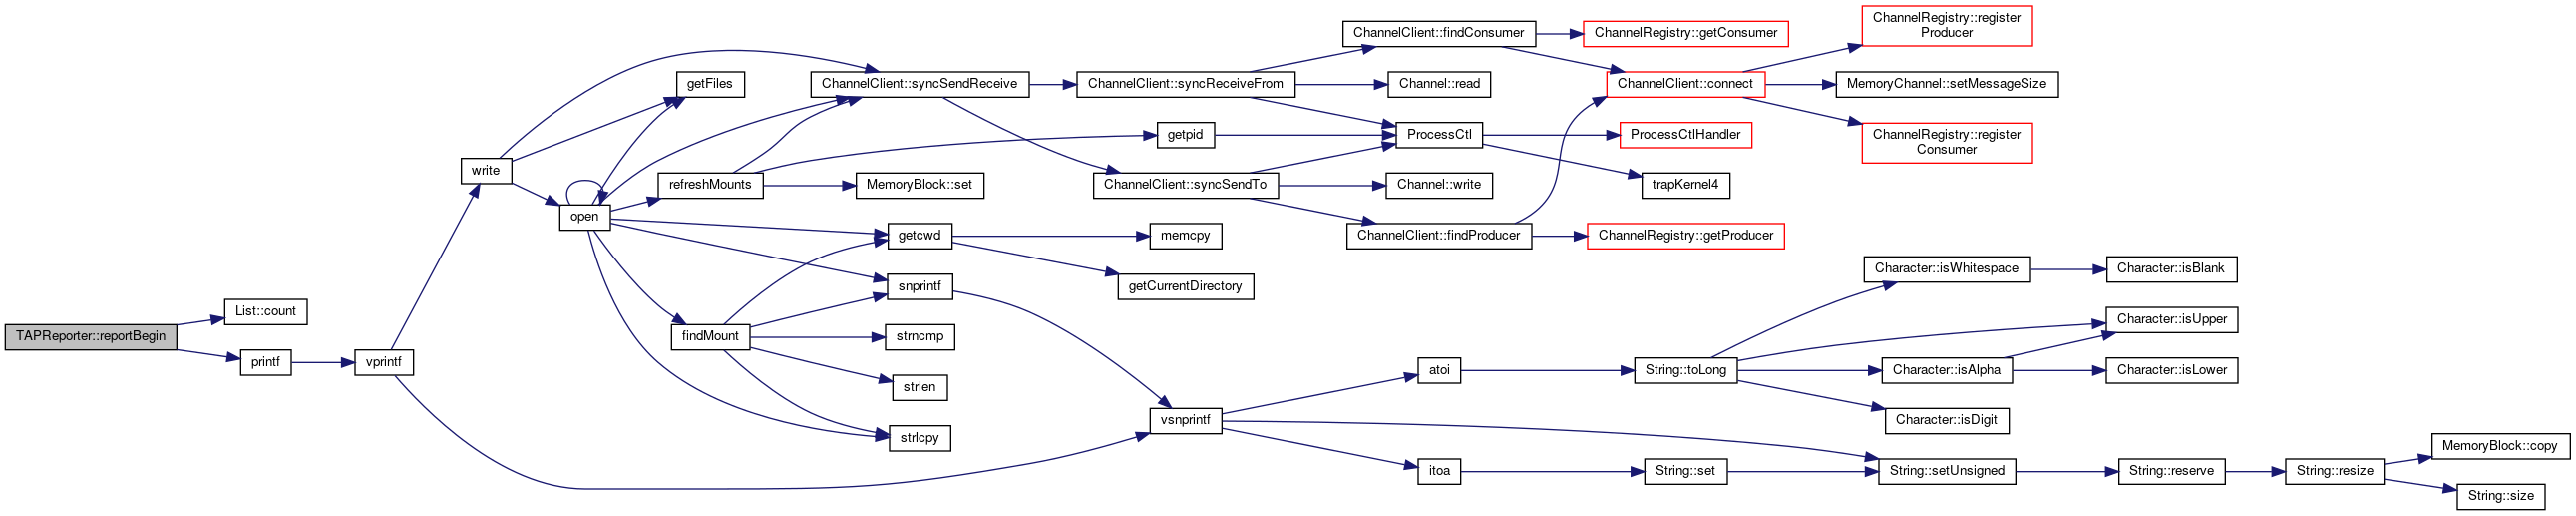 TAPReporter::reportBegin
List::count
printf
vprintf
write
open
getFiles
refreshMounts
findMount
ChannelClient::syncSendReceive
MemoryBlock::set
getcwd
snprintf
strncmp
strlen
strlcpy
ChannelClient::syncReceiveFrom
getpid
ChannelClient::syncSendTo
memcpy
getCurrentDirectory
vsnprintf
ChannelClient::findConsumer
Channel::read
ProcessCtl
Channel::write
ChannelClient::findProducer
atoi
itoa
ChannelRegistry::getConsumer
ChannelClient::connect
ProcessCtlHandler
trapKernel4
ChannelRegistry::getProducer
String::toLong
String::set
ChannelRegistry::register
Producer
MemoryChannel::setMessageSize
ChannelRegistry::register
Consumer
Character::isWhitespace
Character::isAlpha
Character::isDigit
String::setUnsigned
Character::isBlank
Character::isUpper
Character::isLower
String::reserve
String::resize
MemoryBlock::copy
String::size